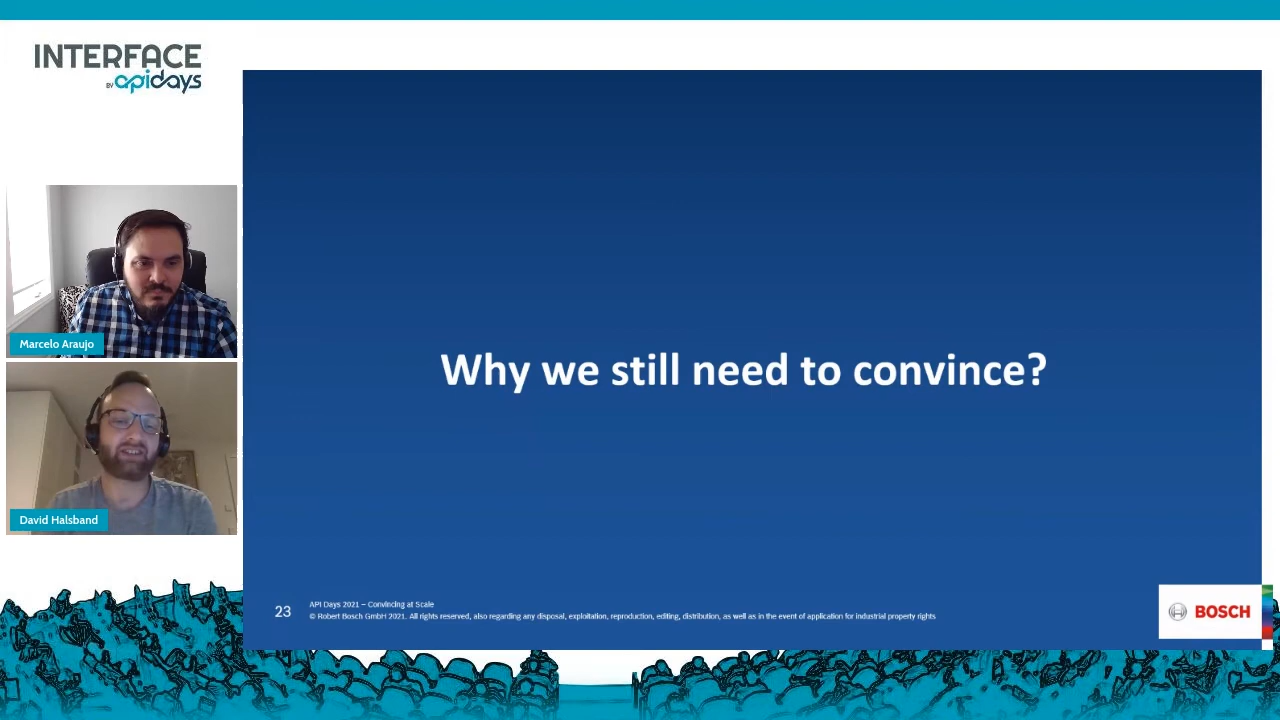 INTERFACE
BY apidays
Marcelo Araujo
David Halsband
Why we still need to convince?
23
API Days 2021 – Convincing at Scale
© Robert Bosch GmbH 2021. All rights reserved, also regarding any disposal, exploitation, reproduction, editing, distribution, as well as in the event of application for industrial property rights
BOSCH